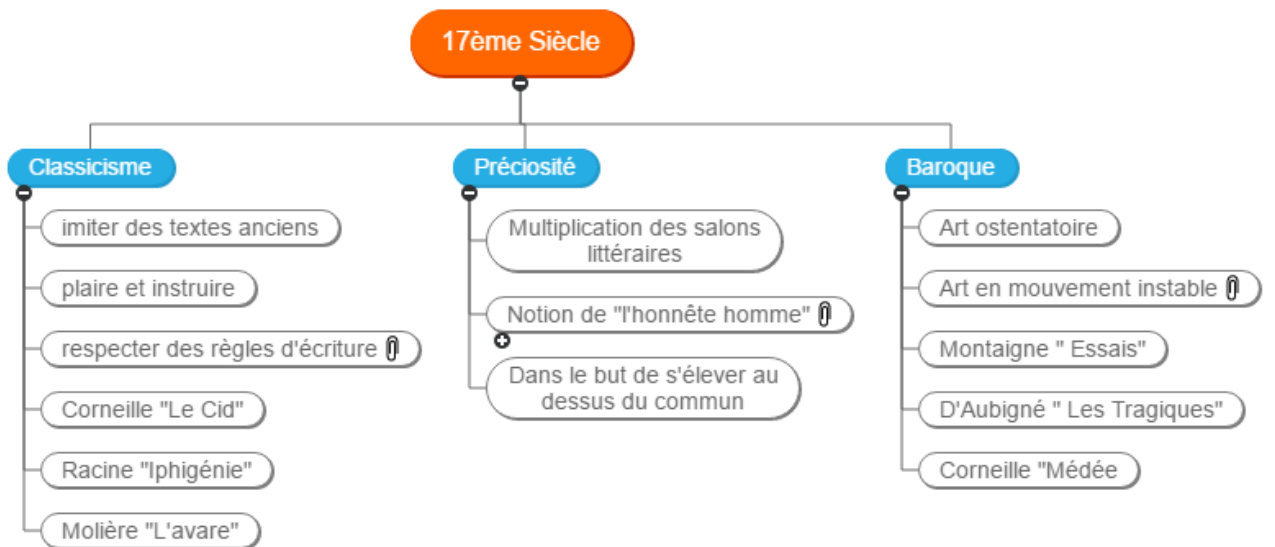 17ème Siècle
Classicisme
imiter des textes anciens
plaire et instruire
respecter des règles d'écriture
Corneille "Le Cid"
Racine "Iphigénie"
Molière "L'avare"
Préciosité
Multiplication des salons
littéraires
Notion de "l'honnête homme"
Dans le but de s'élever au
dessus du commun
Baroque
Art ostentatoire
Art en mouvement instable
Montaigne " Essais"
D'Aubigné " Les Tragiques"
Corneille "Médée